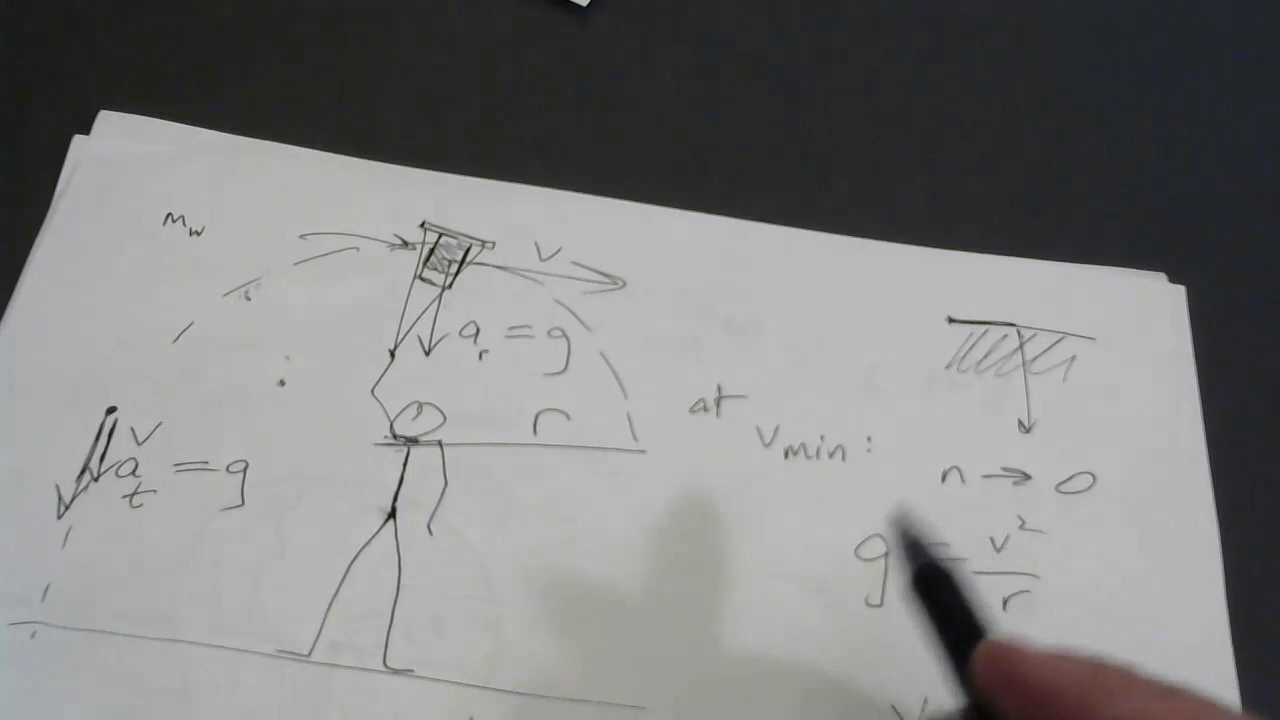 m_w
v
a_r = g
r
v
a_t = g
at
v_min:
n → 0
g = v²/r